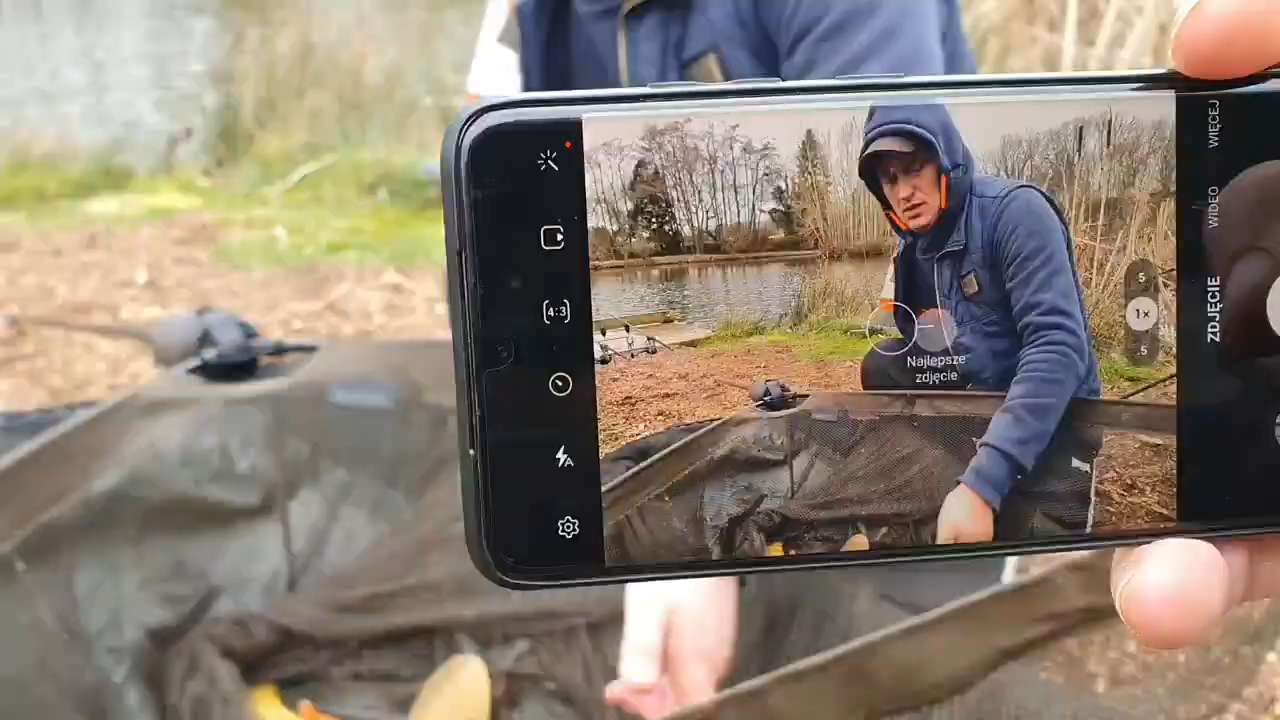 4:3
A
Najlepsze
zdjęcie
.5
1×
.5
WIĘCEJ
WIDEO
ZDJĘCIE